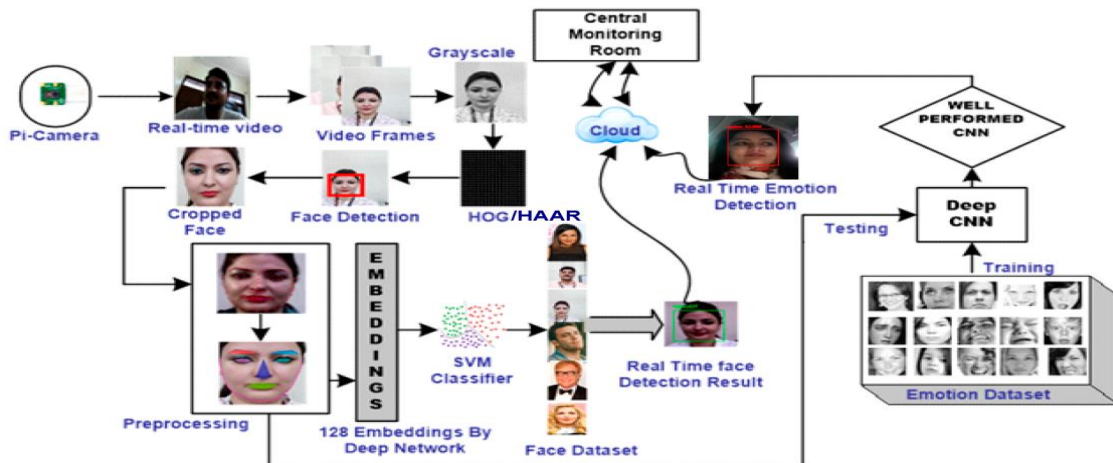 Central
Monitoring
Room
Grayscale
Pi-Camera
Real-time video
Video Frames
Cloud
WELL
PERFORMED
CNN
Real Time Emotion
Detection
Cropped
Face
Face Detection
HOG/HAAR
Testing
Deep
CNN
Training
EMBEDDINGS
SVM
Classifier
Real Time face
Detection Result
Emotion Dataset
Preprocessing
128 Embeddings By
Deep Network
Face Dataset